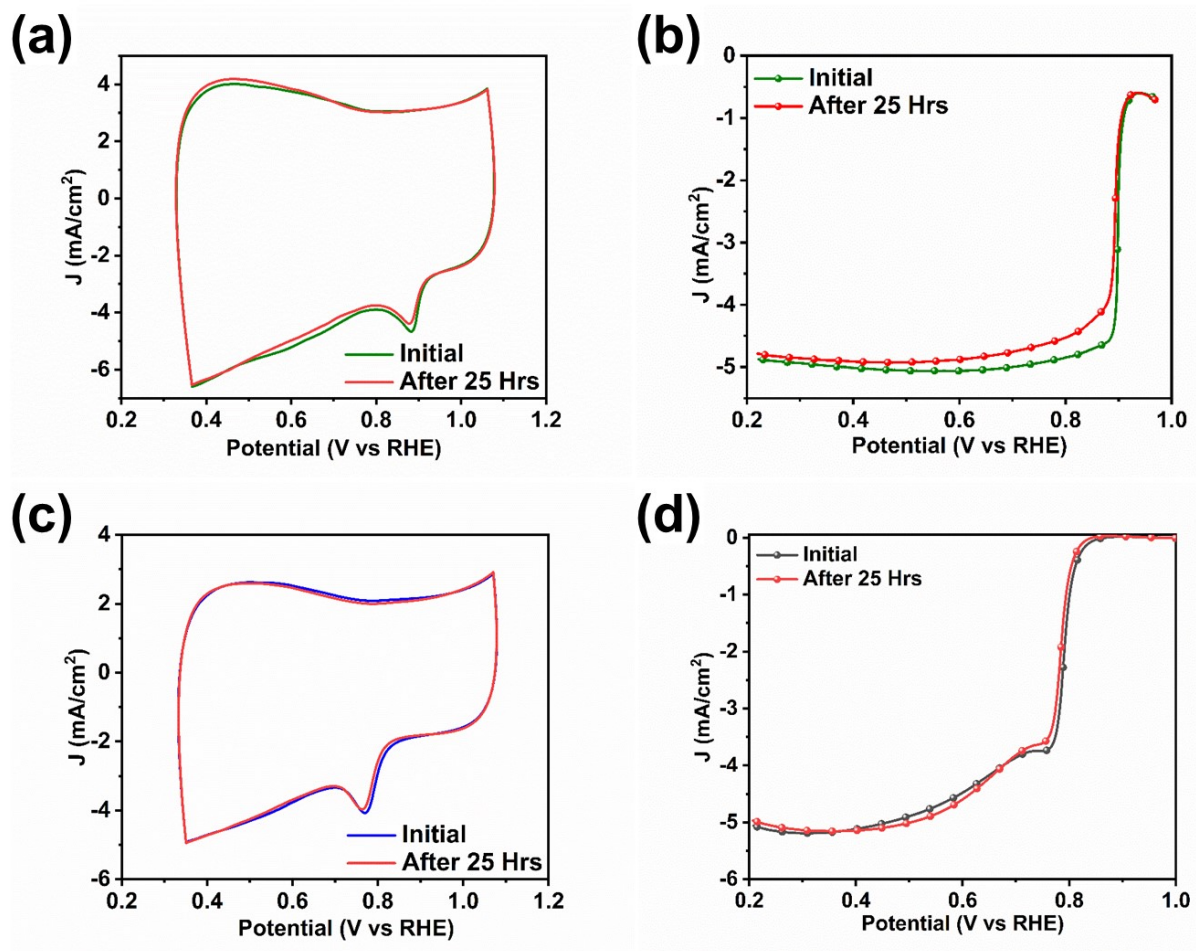 (a)
4
2
0
-2
-4
-6
J (mA/cm²)
Initial
After 25 Hrs
0.2 0.4 0.6 0.8 1.0 1.2
Potential (V vs RHE)
(b)
0
-1
-2
-3
-4
-5
J (mA/cm²)
Initial
After 25 Hrs
0.2 0.4 0.6 0.8 1.0
Potential (V vs RHE)
(c)
4
2
0
-2
-4
-6
J (mA/cm²)
Initial
After 25 Hrs
0.2 0.4 0.6 0.8 1.0 1.2
Potential (V vs RHE)
(d)
0
-1
-2
-3
-4
-5
-6
J (mA/cm²)
Initial
After 25 Hrs
0.2 0.4 0.6 0.8 1.0
Potential (V vs RHE)